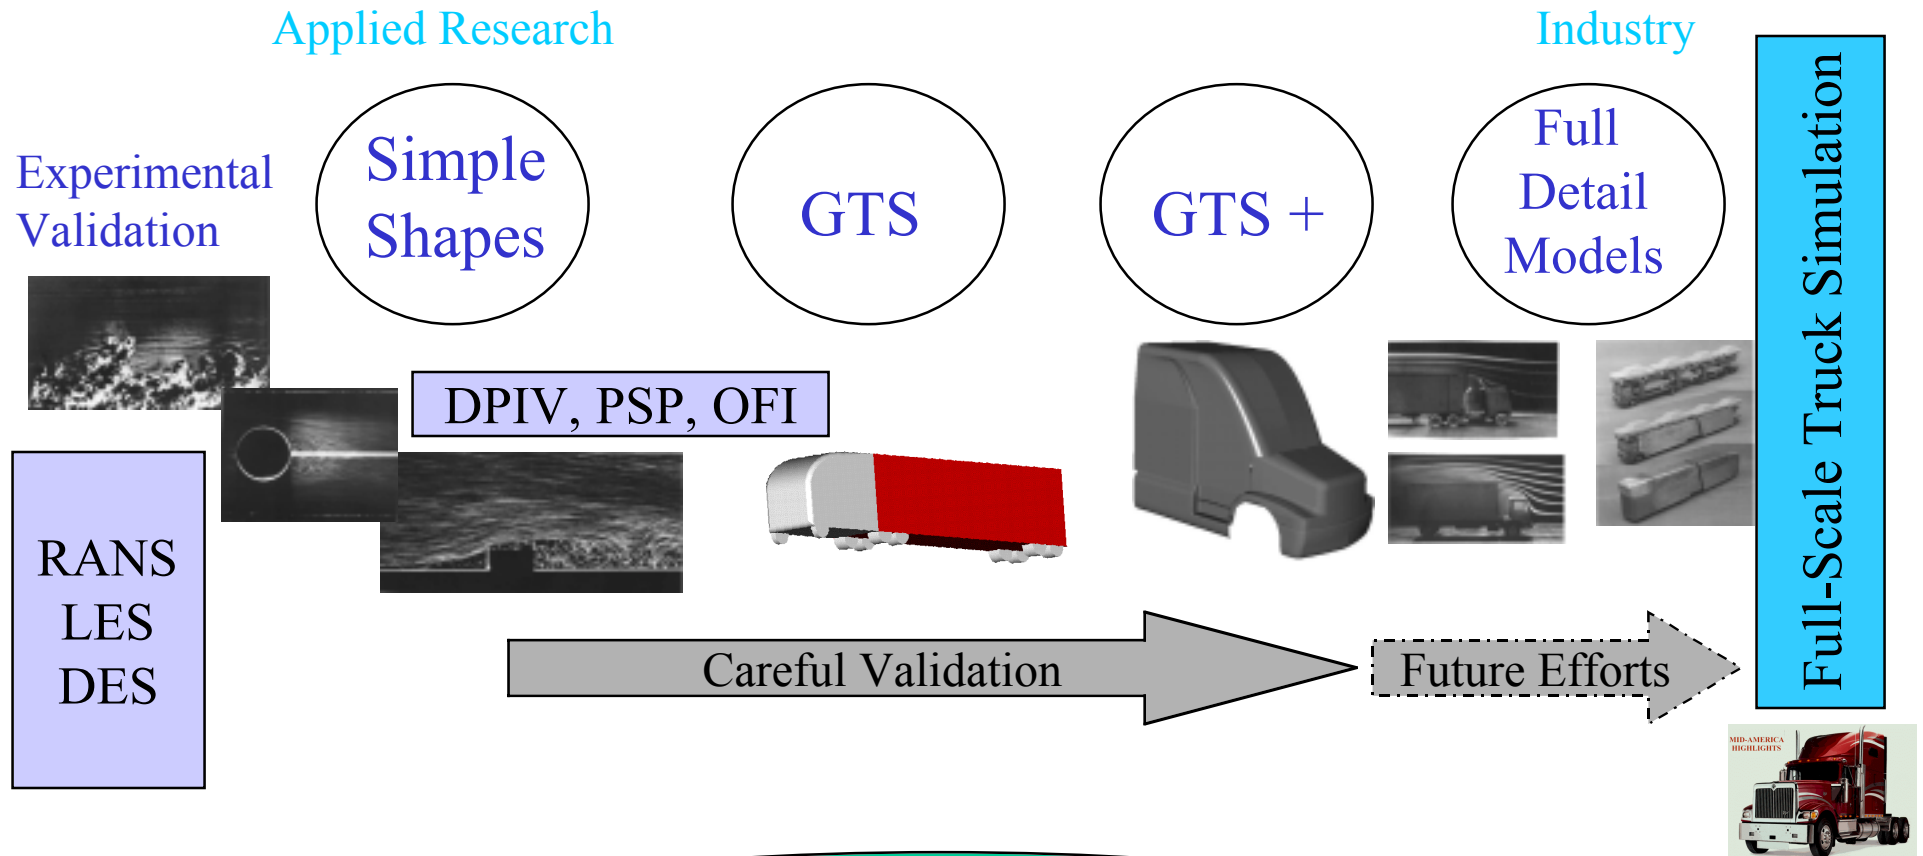 Applied Research
Industry
Experimental
Validation
Simple
Shapes
GTS
GTS +
Full
Detail
Models
Full-Scale Truck Simulation
DPIV, PSP, OFI
RANS
LES
DES
Careful Validation
Future Efforts
MID-AMERICA
HIGHLIGHTS